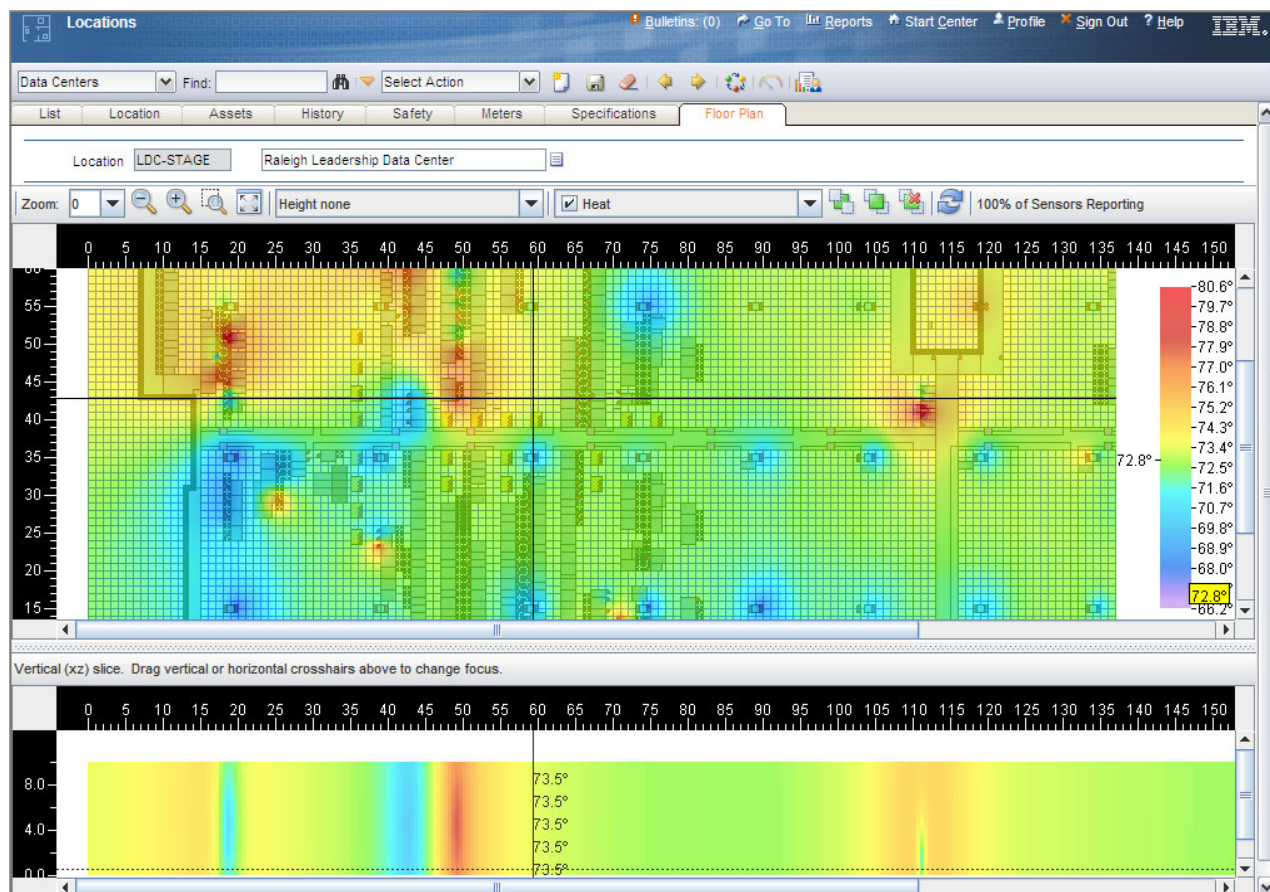 Locations
Bulletins: (0) Go To Reports Start Center Profile Sign Out ? Help IBM.
Data Centers Find: Select Action
List Location Assets History Safety Meters Specifications Floor Plan
Location LDC-STAGE Raleigh Leadership Data Center
Zoom: 0 Height none Heat 100% of Sensors Reporting
0 5 10 15 20 25 30 35 40 45 50 55 60 65 70 75 80 85 90 95 100 105 110 115 120 125 130 135 140 145 150
80.6°
55 79.7°
78.8°
50 77.9°
77.0°
45 76.1°
75.2°
40 74.3°
73.4°
35 72.8° 72.5°
71.6°
30 70.7°
69.8°
25 68.9°
20 68.0°
15 72.8°
66.2°
Vertical (xz) slice. Drag vertical or horizontal crosshairs above to change focus.
0 5 10 15 20 25 30 35 40 45 50 55 60 65 70 75 80 85 90 95 100 105 110 115 120 125 130 135 140 145 150
8.0 73.5°
73.5°
4.0 73.5°
73.5°
0.0 73.5°